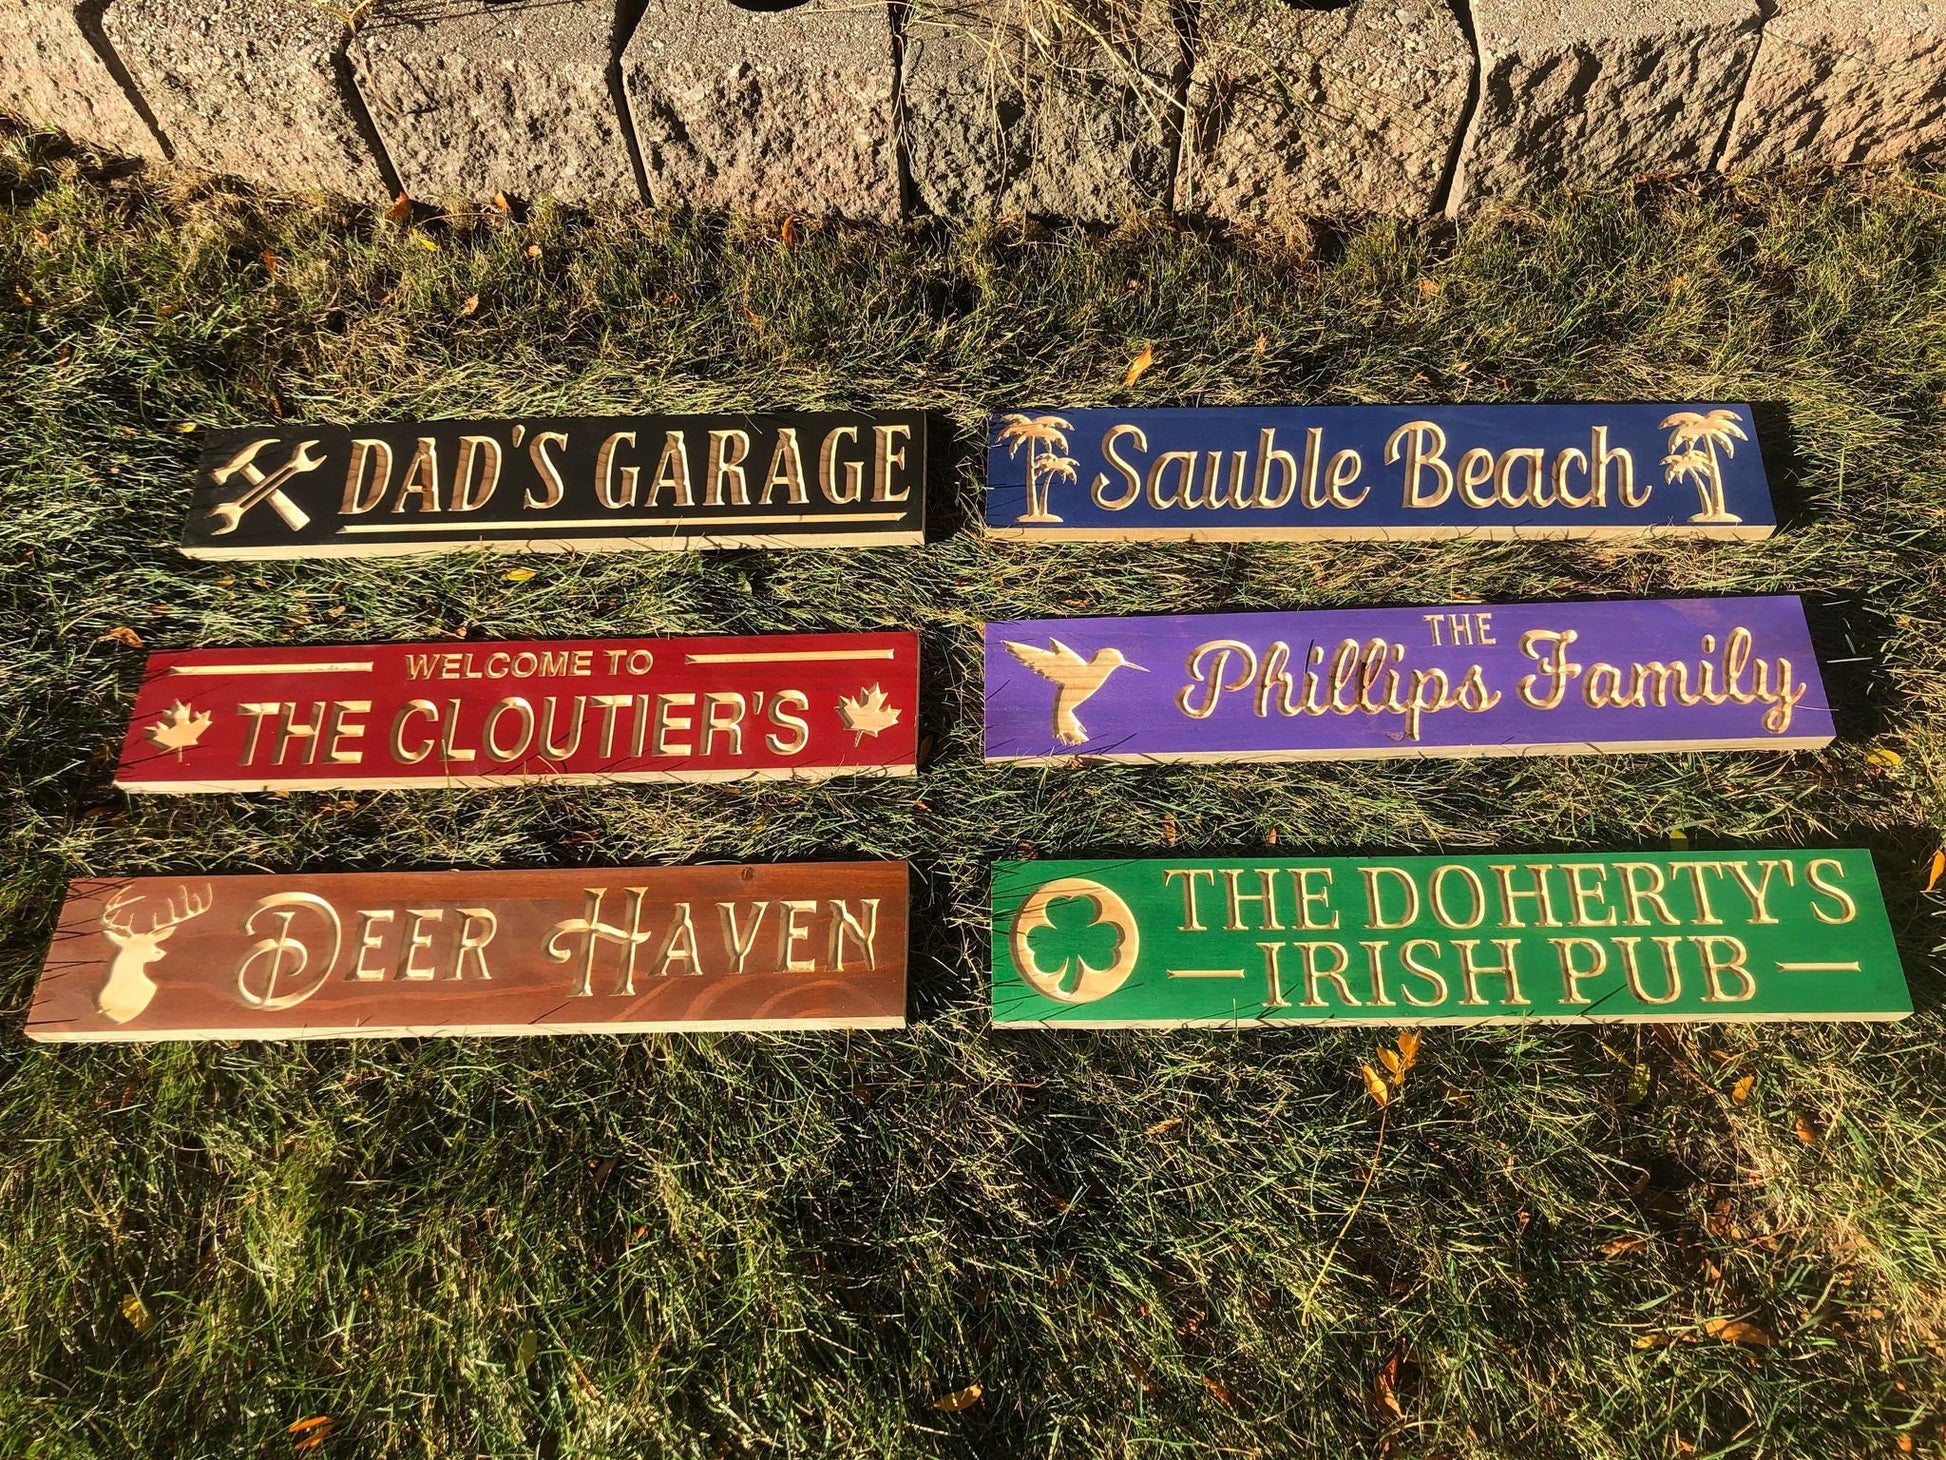 DAD'S GARAGE
Sauble Beach
WELCOME TO
THE CLOUTIER'S
THE
Phillips Family
DEER HAVEN
THE DOHERTY'S
IRISH PUB